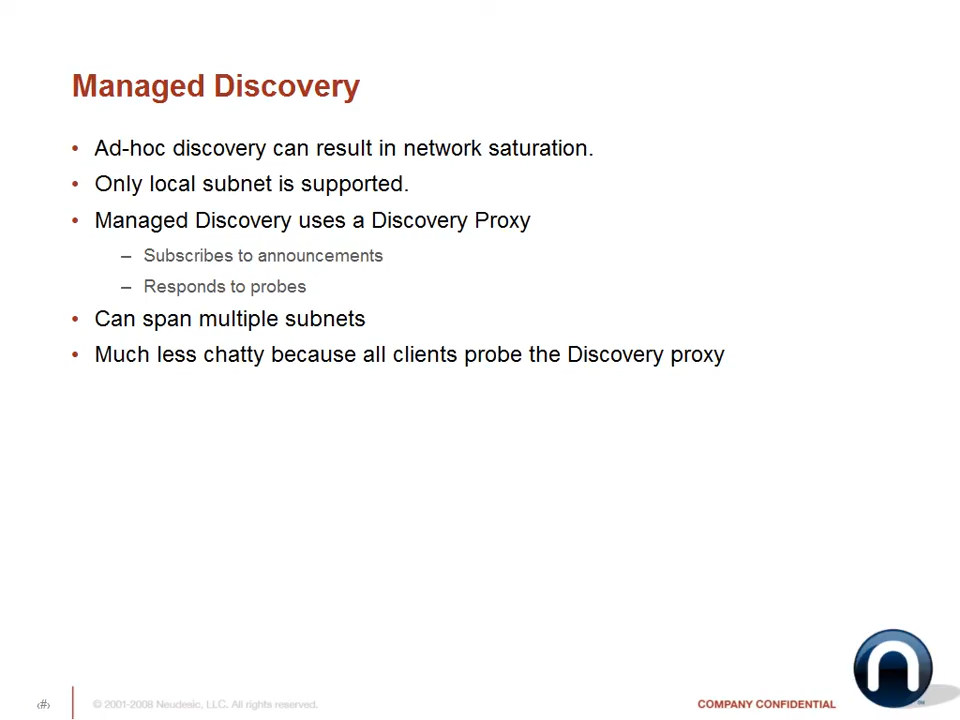 Managed Discovery
• Ad-hoc discovery can result in network saturation.
• Only local subnet is supported.
• Managed Discovery uses a Discovery Proxy
– Subscribes to announcements
– Responds to probes
• Can span multiple subnets
• Much less chatty because all clients probe the Discovery proxy
‹#› © 2001-2008 Neudesic, LLC. All rights reserved. COMPANY CONFIDENTIAL
n
TM